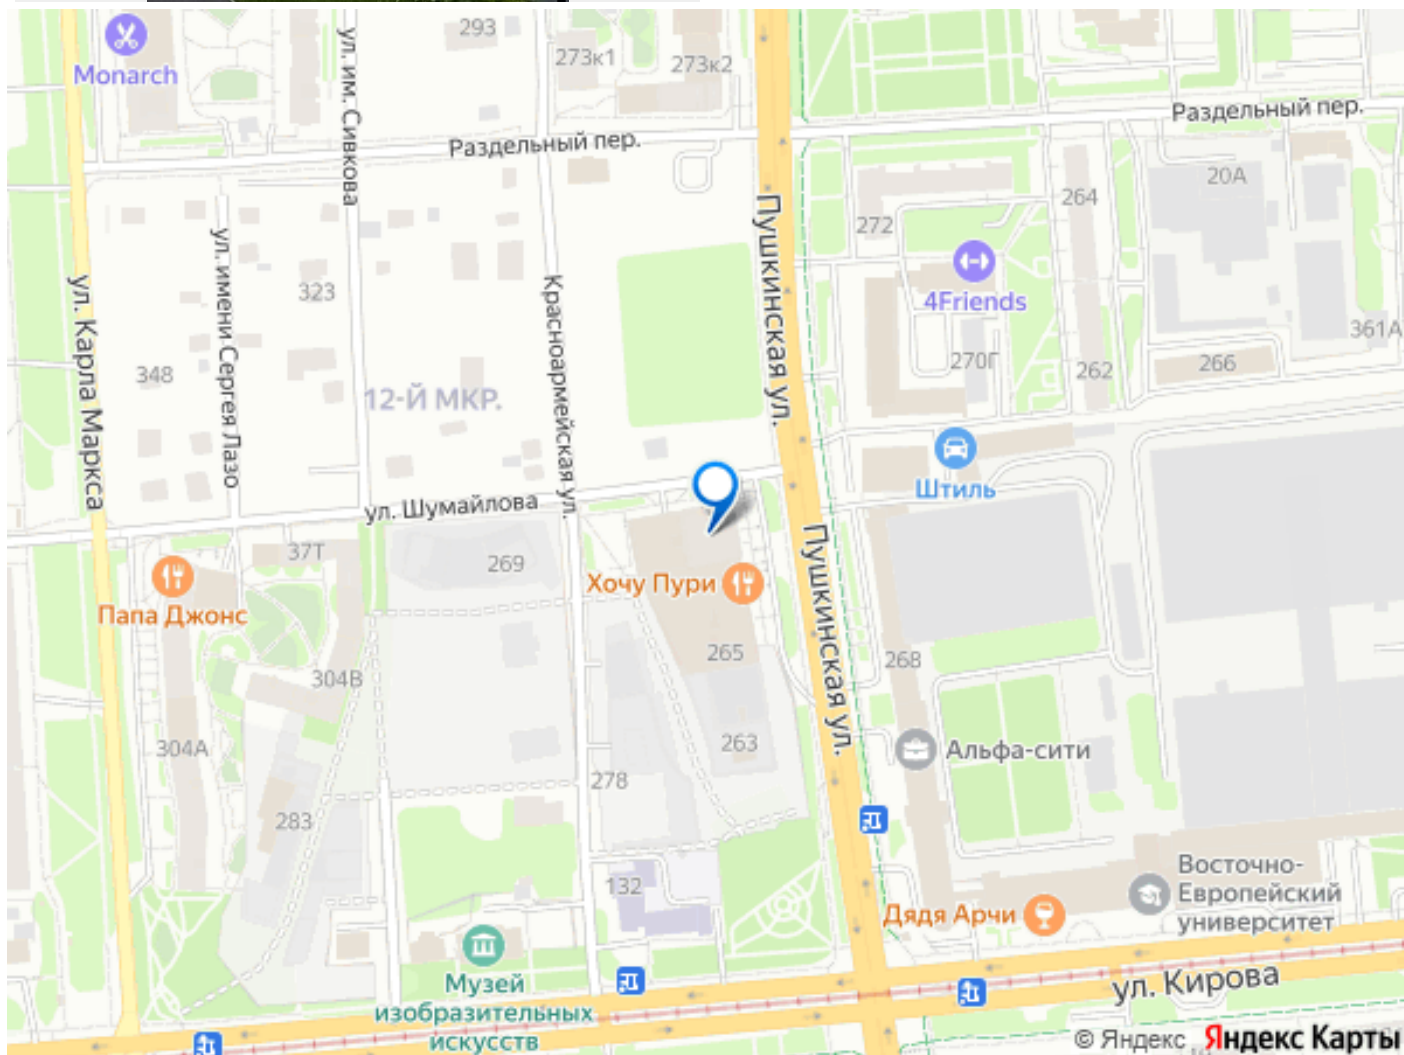 293
273к1
273к2
Monarch
ул. им. Сивкова
Раздельный пер.
Раздельный пер.
264
20А
272
Пушкинская ул.
4Friends
ул. имени Сергея Лазо
323
ул. Карла Маркса
Красноармейская ул.
361А
270Г
262
266
348
12-Й МКР.
Штиль
ул. Шумайлова
37Т
269
Хочу Пури
Папа Джонс
Пушкинская ул.
265
268
304В
304А
263
Альфа-сити
278
283
132
Восточно-
Европейский
университет
Дядя Арчи
Музей
изобразительных
искусств
ул. Кирова
© Яндекс Яндекс Карты